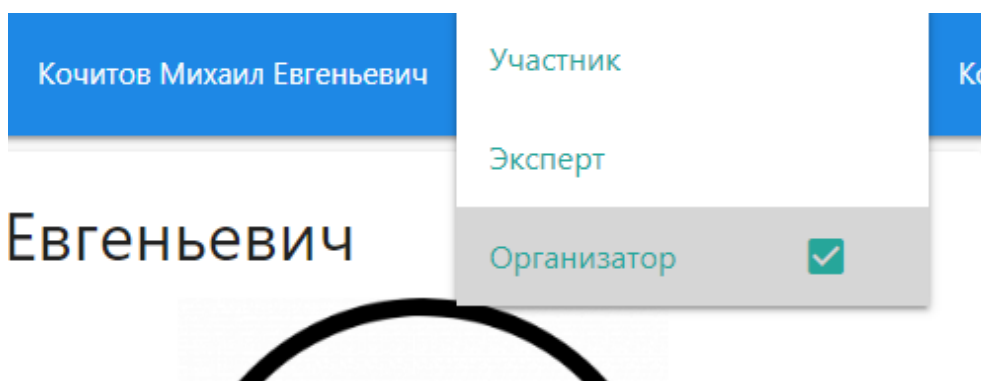 Кочитов Михаил Евгеньевич
Участник
Эксперт
Евгеньевич
Организатор